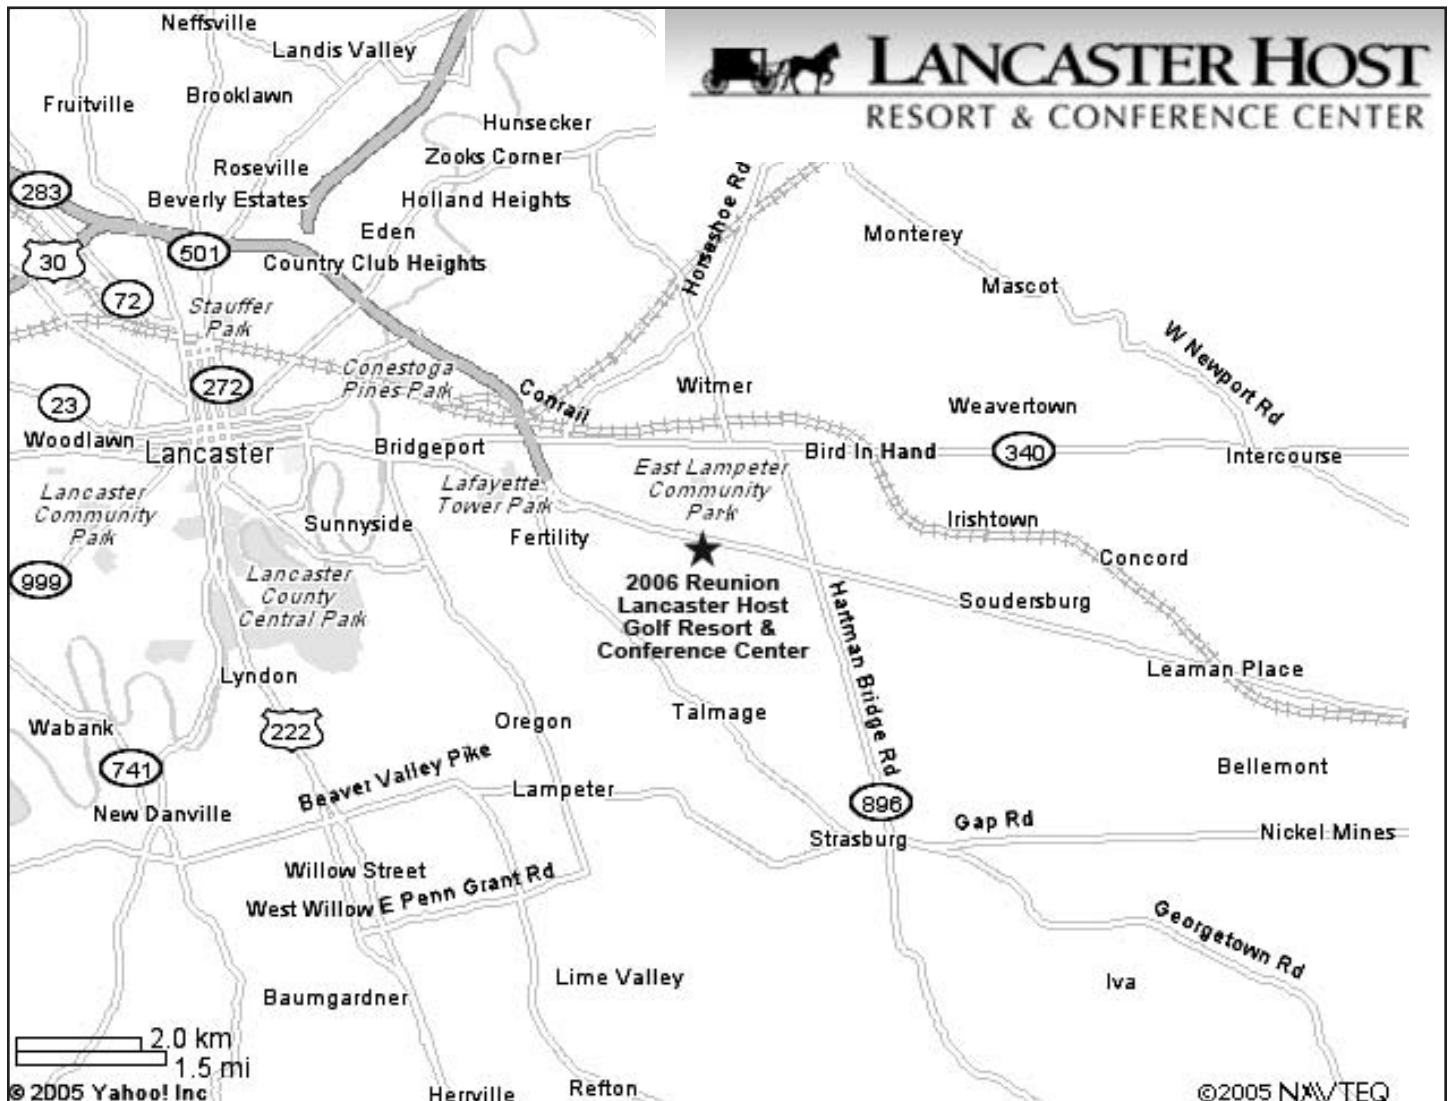 LANCASTER HOST
RESORT & CONFERENCE CENTER
Neffsville
Landis Valley
Fruitville
Brooklawn
Hunsecker
Zooks Corner
Roseville
Beverly Estates
Holland Heights
283
Eden
501
30
Country Club Heights
Horseshoe Rd
Monterey
Mascot
72
Stauffer
Park
W Newport Rd
Conestoga
Pines Park
272
23
Conrail
Witmer
Weavertown
Woodlawn
Lancaster
Bridgeport
Bird In Hand
340
Intercourse
East Lampeter
Community
Park
Lafayette
Tower Park
Lancaster
Community
Park
Sunnyside
Fertility
Irishtown
Concord
999
Lancaster
County
Central Park
2006 Reunion
Lancaster Host
Golf Resort &
Conference Center
Hartman Bridge Rd
Soudersburg
Leaman Place
Lyndon
Wabank
222
Oregon
Talmage
741
Beaver Valley Pike
Bellemont
New Danville
Lampeter
896
Strasburg
Gap Rd
Nickel Mines
Willow Street
West Willow
E Penn Grant Rd
Georgetown Rd
Lime Valley
Iva
Baumgardner
2.0 km
1.5 mi
© 2005 Yahoo! Inc
Herrville
Refton
©2005 NAVTEQ